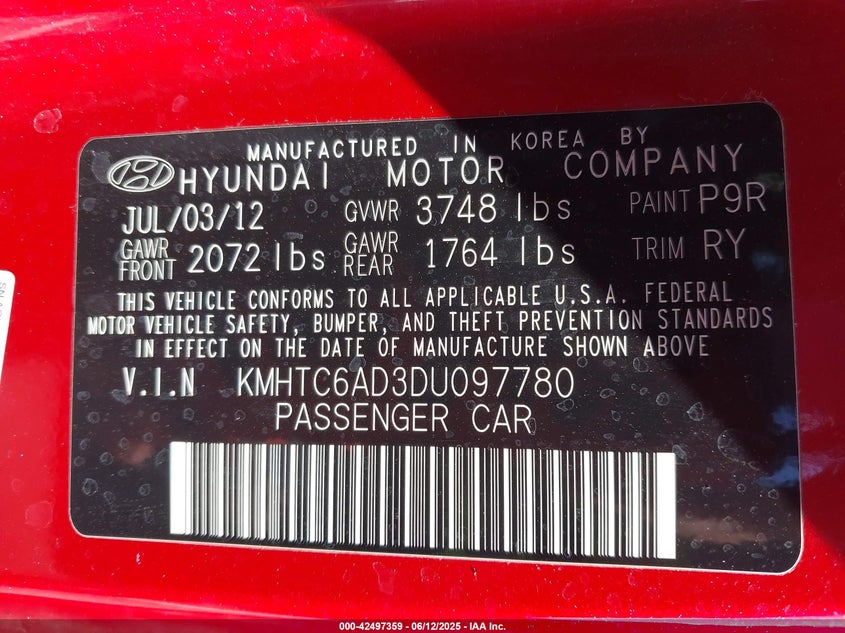 MANUFACTURED IN KOREA BY
HYUNDAI MOTOR COMPANY
JUL/03/12 GVWR 3748 lbs PAINT P9R
GAWR FRONT 2072 lbs GAWR REAR 1764 lbs TRIM RY
THIS VEHICLE CONFORMS TO ALL APPLICABLE U.S.A. FEDERAL
MOTOR VEHICLE SAFETY, BUMPER, AND THEFT PREVENTION STANDARDS
IN EFFECT ON THE DATE OF MANUFACTURE SHOWN ABOVE
V.I.N KMHTC6AD3DU097780
PASSENGER CAR
000-42497359 - 06/12/2025 - IAA Inc.